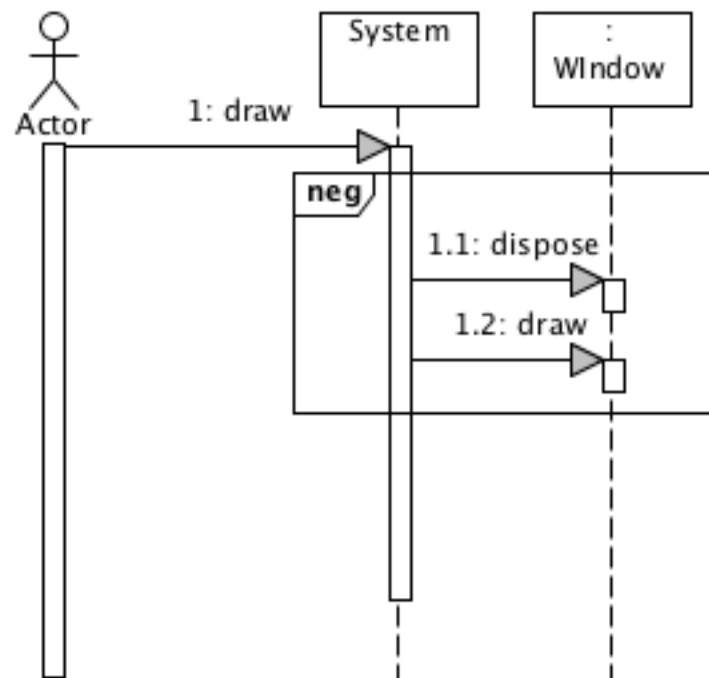 System
:
WIndow
Actor
1: draw
neg
1.1: dispose
1.2: draw